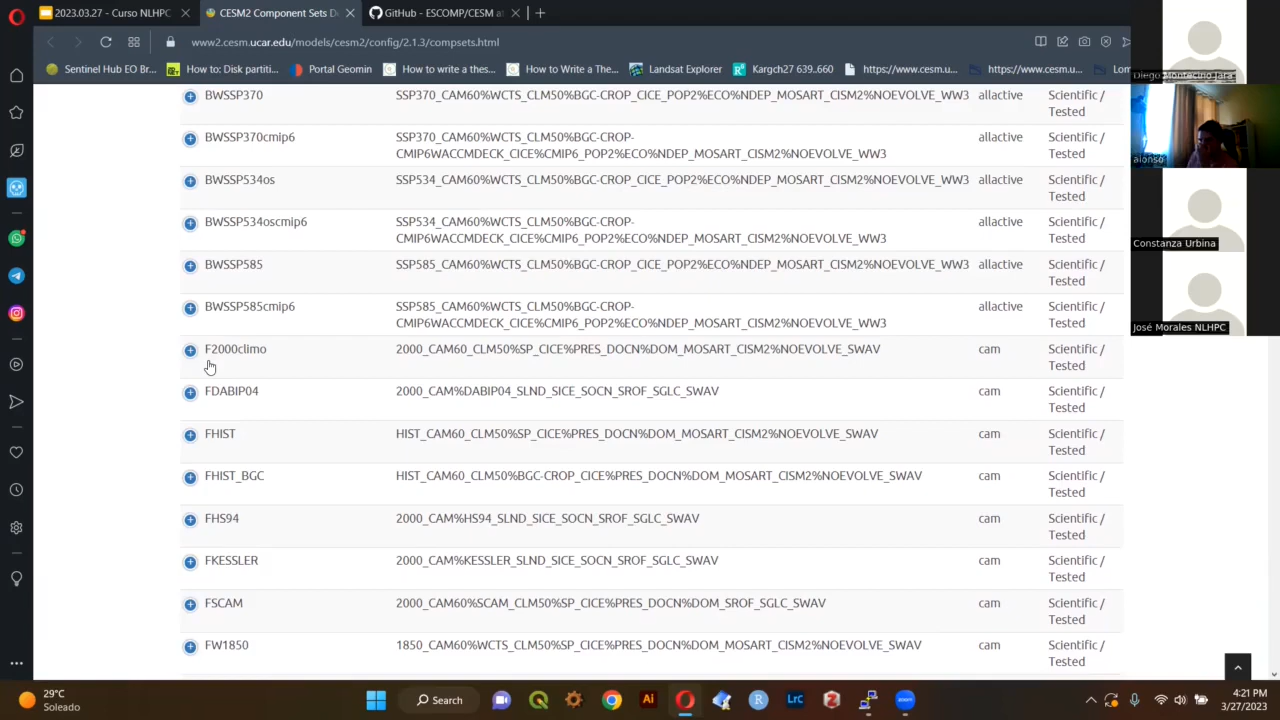 2023.03.27 - Curso NLHPC
CESM2 Component Sets D
GitHub - ESCOMP/CESM at
www2.cesm.ucar.edu/models/cesm2/config/2.1.3/compsets.html
Sentinel Hub EO Br...
How to: Disk partiti...
Portal Geomin
How to write a thes...
How to Write a The...
Landsat Explorer
Kargch27 639.660
https://www.cesm.u...
https://www.cesm.u...
Lom
BWSSP370 SSP370_CAM60%WCTS_CLM50%BGC-CROP_CICE_POP2%ECO%NDEP_MOSART_CISM2%NOEVOLVE_WW3 allactive Scientific /
Tested
BWSSP370cmip6 SSP370_CAM60%WCTS_CLM50%BGC-CROP- allactive Scientific /
CMIP6WACCMDECK_CICE%CMIP6_POP2%ECO%NDEP_MOSART_CISM2%NOEVOLVE_WW3 Tested
BWSSP534os SSP534_CAM60%WCTS_CLM50%BGC-CROP_CICE_POP2%ECO%NDEP_MOSART_CISM2%NOEVOLVE_WW3 allactive Scientific /
Tested
BWSSP534oscmip6 SSP534_CAM60%WCTS_CLM50%BGC-CROP- allactive Scientific /
CMIP6WACCMDECK_CICE%CMIP6_POP2%ECO%NDEP_MOSART_CISM2%NOEVOLVE_WW3 Tested
BWSSP585 SSP585_CAM60%WCTS_CLM50%BGC-CROP_CICE_POP2%ECO%NDEP_MOSART_CISM2%NOEVOLVE_WW3 allactive Scientific /
Tested
BWSSP585cmip6 SSP585_CAM60%WCTS_CLM50%BGC-CROP- allactive Scientific /
CMIP6WACCMDECK_CICE%CMIP6_POP2%ECO%NDEP_MOSART_CISM2%NOEVOLVE_WW3 Tested
F2000climo 2000_CAM60_CLM50%SP_CICE%PRES_DOCN%DOM_MOSART_CISM2%NOEVOLVE_SWAV cam Scientific /
Tested
FDABIP04 2000_CAM%DABIP04_SLND_SICE_SOCN_SROF_SGLC_SWAV cam Scientific /
Tested
FHIST HIST_CAM60_CLM50%SP_CICE%PRES_DOCN%DOM_MOSART_CISM2%NOEVOLVE_SWAV cam Scientific /
Tested
FHIST_BGC HIST_CAM60_CLM50%BGC-CROP_CICE%PRES_DOCN%DOM_MOSART_CISM2%NOEVOLVE_SWAV cam Scientific /
Tested
FHS94 2000_CAM%HS94_SLND_SICE_SOCN_SROF_SGLC_SWAV cam Scientific /
Tested
FKESSLER 2000_CAM%KESSLER_SLND_SICE_SOCN_SROF_SGLC_SWAV cam Scientific /
Tested
FSCAM 2000_CAM60%SCAM_CLM50%SP_CICE%PRES_DOCN%DOM_SROF_SGLC_SWAV cam Scientific /
Tested
FW1850 1850_CAM60%WCTS_CLM50%SP_CICE%PRES_DOCN%DOM_MOSART_CISM2%NOEVOLVE_SWAV cam Scientific /
Tested
Diego Montecino Jara
alonso
Constanza Urbina
José Morales NLHPC
29°C
Soleado
Search
Ai
R
LRC
Z
zoom
4:21 PM
3/27/2023